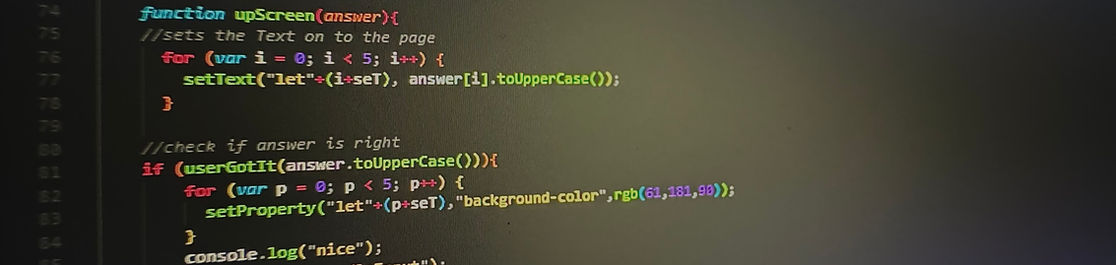 74 function upScreen(answer){
75 //sets the Text on to the page
76 for (var i = 0; i < 5; i++) {
77 setText("let"+(i+seT), answer[i].toUpperCase());
78 }
79
80 //check if answer is right
81 if (userGotIt(answer.toUpperCase())){
82 for (var p = 0; p < 5; p++) {
83 setProperty("let"+(p+seT),"background-color",rgb(61,181,90));
84 }
console.log("nice");